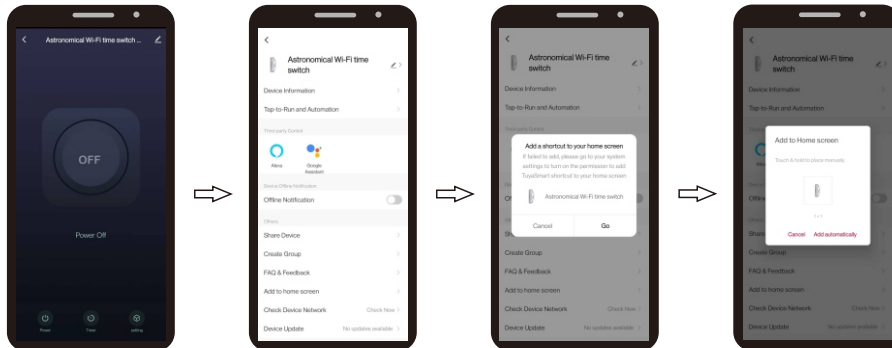 Astronomical Wi-Fi time switch ...
OFF
Power Off
Power
Timer
setting
Astronomical Wi-Fi time
switch
Device Information
Tap-to-Run and Automation
Third-party Control
Alexa
Google
Assistant
Device Offline Notification
Offline Notification
Others
Share Device
Create Group
FAQ & Feedback
Add to home screen
Check Device Network
Check Now
Device Update
No updates available
Astronomical Wi-Fi time
switch
Device Information
Tap-to-Run and Automation
Third-party Control
Add a shortcut to your home screen
If failed to add, please go to your system
settings to turn on the permission to add
TuyaSmart shortcut to your home screen
Astronomical Wi-Fi time switch
Cancel
Go
Create Group
FAQ & Feedback
Add to home screen
Check Device Network
Check Now
Device Update
No updates available
Astronomical Wi-Fi time
switch
Device Information
Tap-to-Run and Automation
Add to Home screen
Touch & hold to place manually
1 x 1
Cancel
Add automatically
Share
Create Group
FAQ & Feedback
Add to home screen
Check Device Network
Check Now
Device Update
No updates available